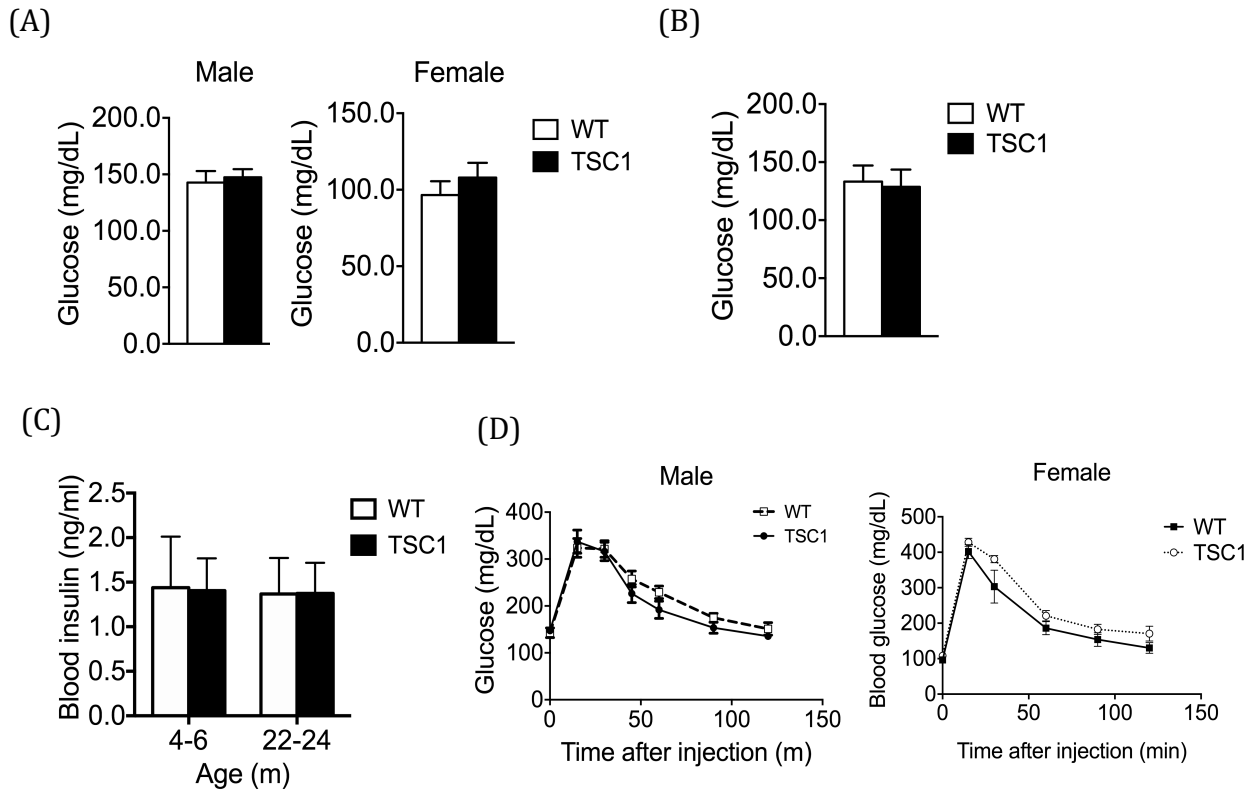 (A)
Male
Glucose (mg/dL)
200.0
150.0
100.0
50.0
0.0
Female
Glucose (mg/dL)
150.0
100.0
50.0
0.0
WT
TSC1
(B)
Glucose (mg/dL)
200.0
150.0
100.0
50.0
0.0
WT
TSC1
(C)
Blood insulin (ng/ml)
2.5
2.0
1.5
1.0
0.5
0.0
4-6 22-24
Age (m)
WT
TSC1
(D)
Male
Glucose (mg/dL)
400
300
200
100
0
0 50 100 150
Time after injection (m)
WT
TSC1
Female
Blood glucose (mg/dL)
500
400
300
200
100
0
0 50 100 150
Time after injection (min)
WT
TSC1